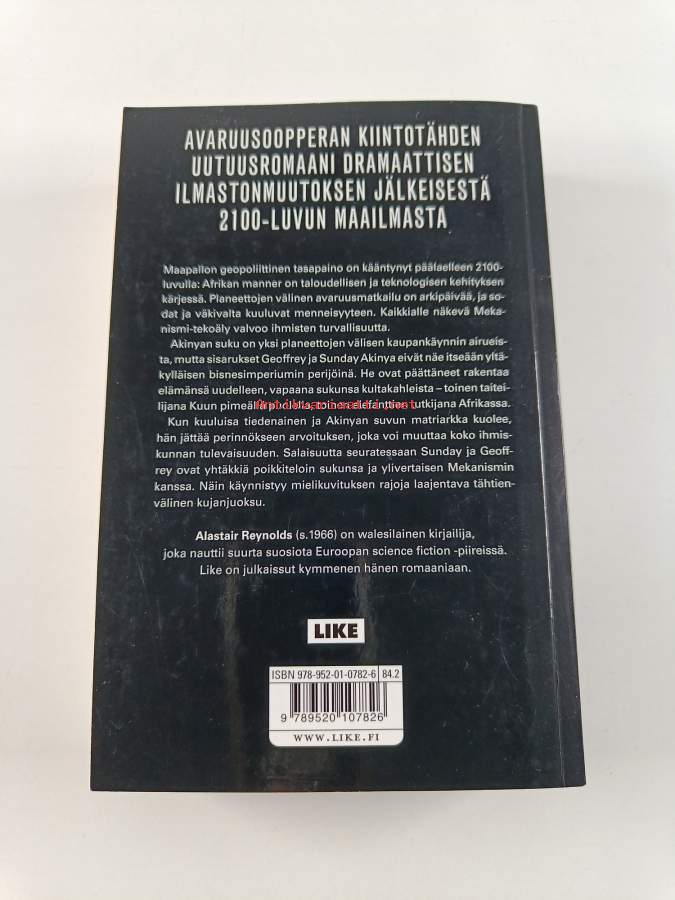 AVARUUSOOPPERAN KIINTOTÄHDEN
UUTUUSROMAANI DRAMAATTISEN
ILMASTONMUUTOKSEN JÄLKEISESTÄ
2100-LUVUN MAAILMASTA
Maapallon geopoliittinen tasapaino on kääntynyt päälaelleen 2100-
luvulla: Afrikan manner on taloudellisen ja teknologisen kehityksen
kärjessä. Planeettojen välinen avaruusmatkailu on arkipäivää, ja so-
dat ja väkivalta kuuluvat menneisyyteen. Kaikkialle näkevä Meka-
nismi-tekoäly valvoo ihmisten turvallisuutta.
Akinyan suku on yksi planeettojen välisen kaupankäynnin airueis-
ta, mutta sisarukset Geoffrey ja Sunday Akinya eivät näe itseään yltä-
kylläisen bisnesimperiumin perijöinä. He ovat päättäneet rakentaa
elämänsä uudelleen, vapaana sukunsa kultakahleista – toinen taitei-
lijana Kuun pimeällä puolella, toinen elefanttien tutkijana Afrikassa.
Kun kuuluisa tiedenainen ja Akinyan suvun matriarkka kuolee,
hän jättää perinnökseen arvoituksen, joka voi muuttaa koko ihmis-
kunnan tulevaisuuden. Salaisuutta seuratessaan Sunday ja Geoff-
rey ovat yhtäkkiä poikkiteloin sukunsa ja ylivertaisen Mekanismin
kanssa. Näin käynnistyy mielikuvituksen rajoja laajentava tähtien-
välinen kujanjuoksu.
Alastair Reynolds (s.1966) on walesilainen kirjailija,
joka nauttii suurta suosiota Euroopan science fiction -piireissä.
Like on julkaissut kymmenen hänen romaaniaan.
LIKE
ISBN 978-952-01-0782-6 84.2
9 789520 107826
WWW.LIKE.FI